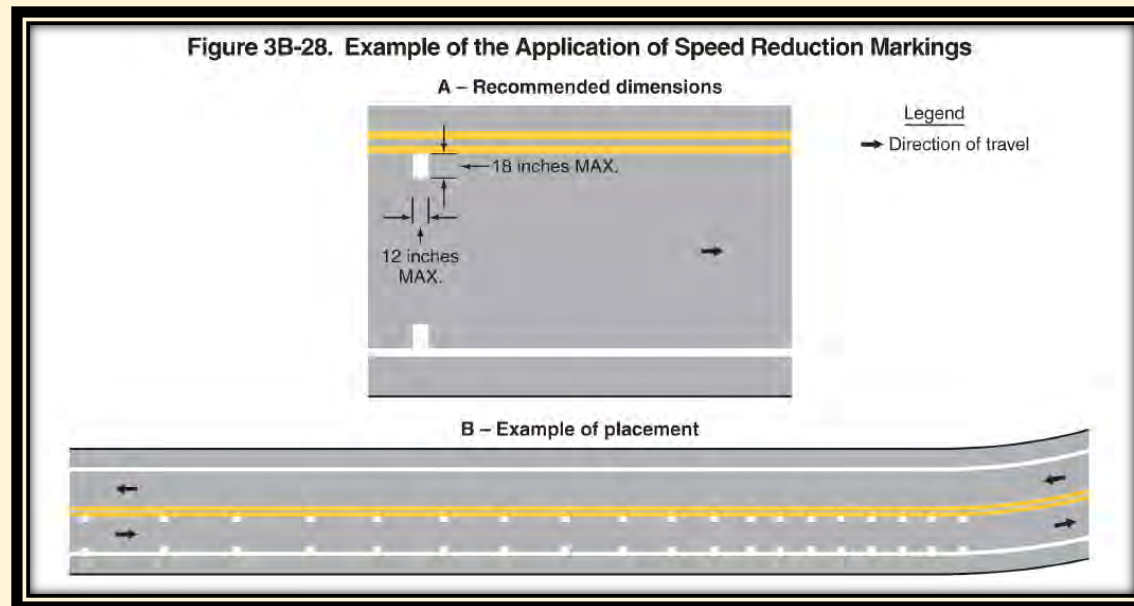 Figure 3B-28. Example of the Application of Speed Reduction Markings
A – Recommended dimensions
Legend
Direction of travel
18 inches MAX.
12 inches
MAX.
B – Example of placement